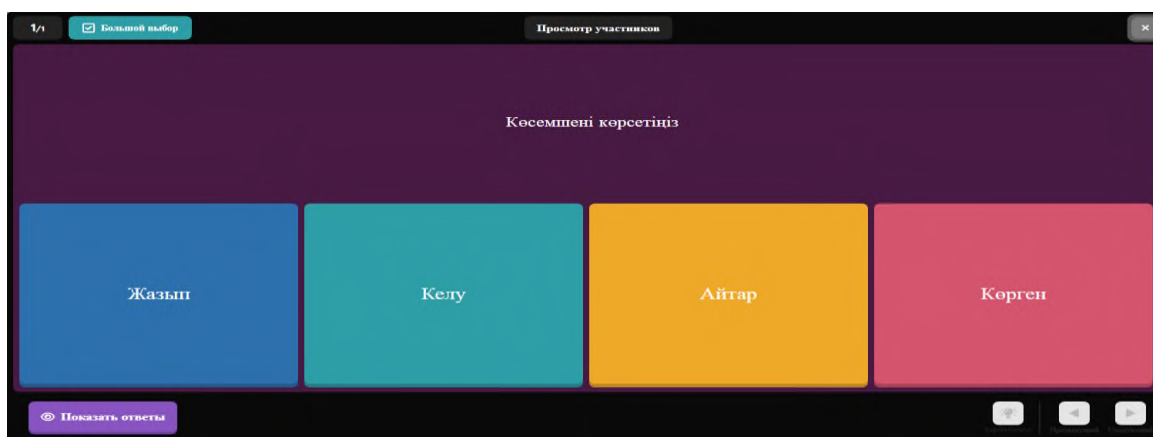 1/1
Большой выбор
Просмотр участников
Көсемшені көрсетіңіз
Жазып
Келу
Айтар
Көрген
Показать ответы